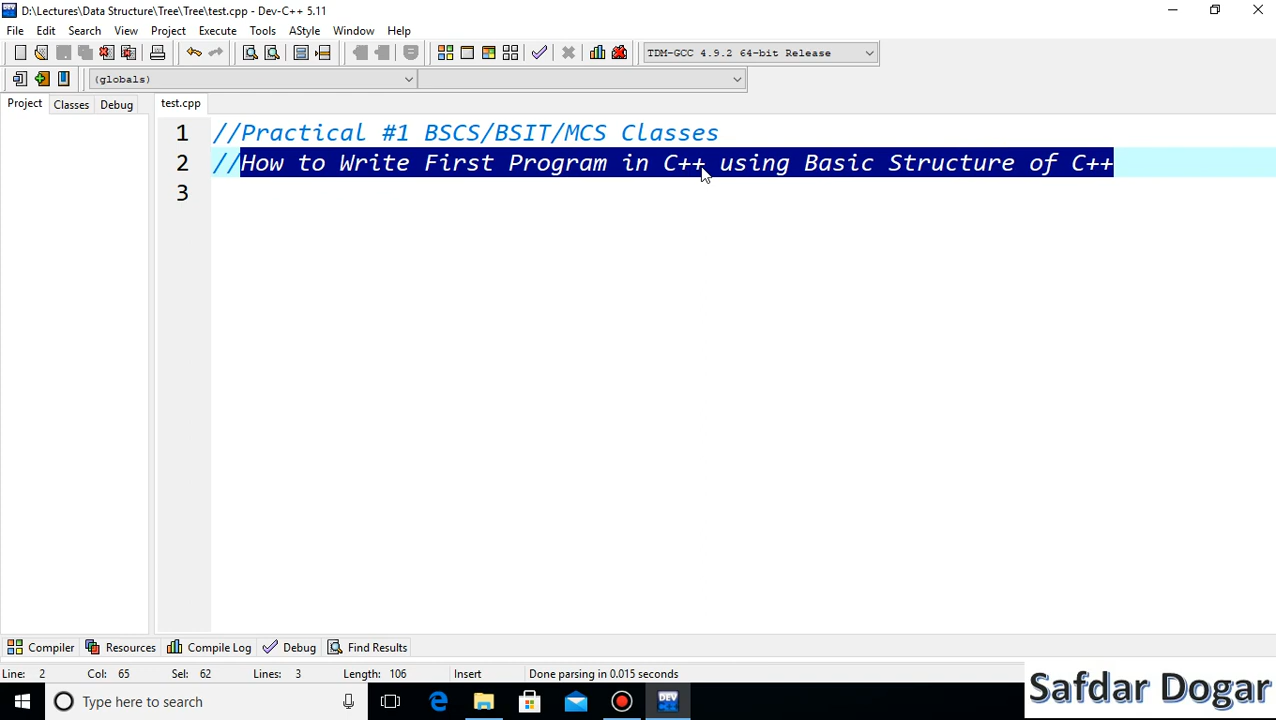 D:\Lectures\Data Structure\Tree\Tree\test.cpp - Dev-C++ 5.11
File Edit Search View Project Execute Tools AStyle Window Help
TDM-GCC 4.9.2 64-bit Release
(globals)
Project Classes Debug test.cpp
1 //Practical #1 BSCS/BSIT/MCS Classes
2 //How to Write First Program in C++ using Basic Structure of C++
3
Compiler Resources Compile Log Debug Find Results
Line: 2 Col: 65 Sel: 62 Lines: 3 Length: 106 Insert Done parsing in 0.015 seconds
Type here to search
DEV
Safdar Dogar